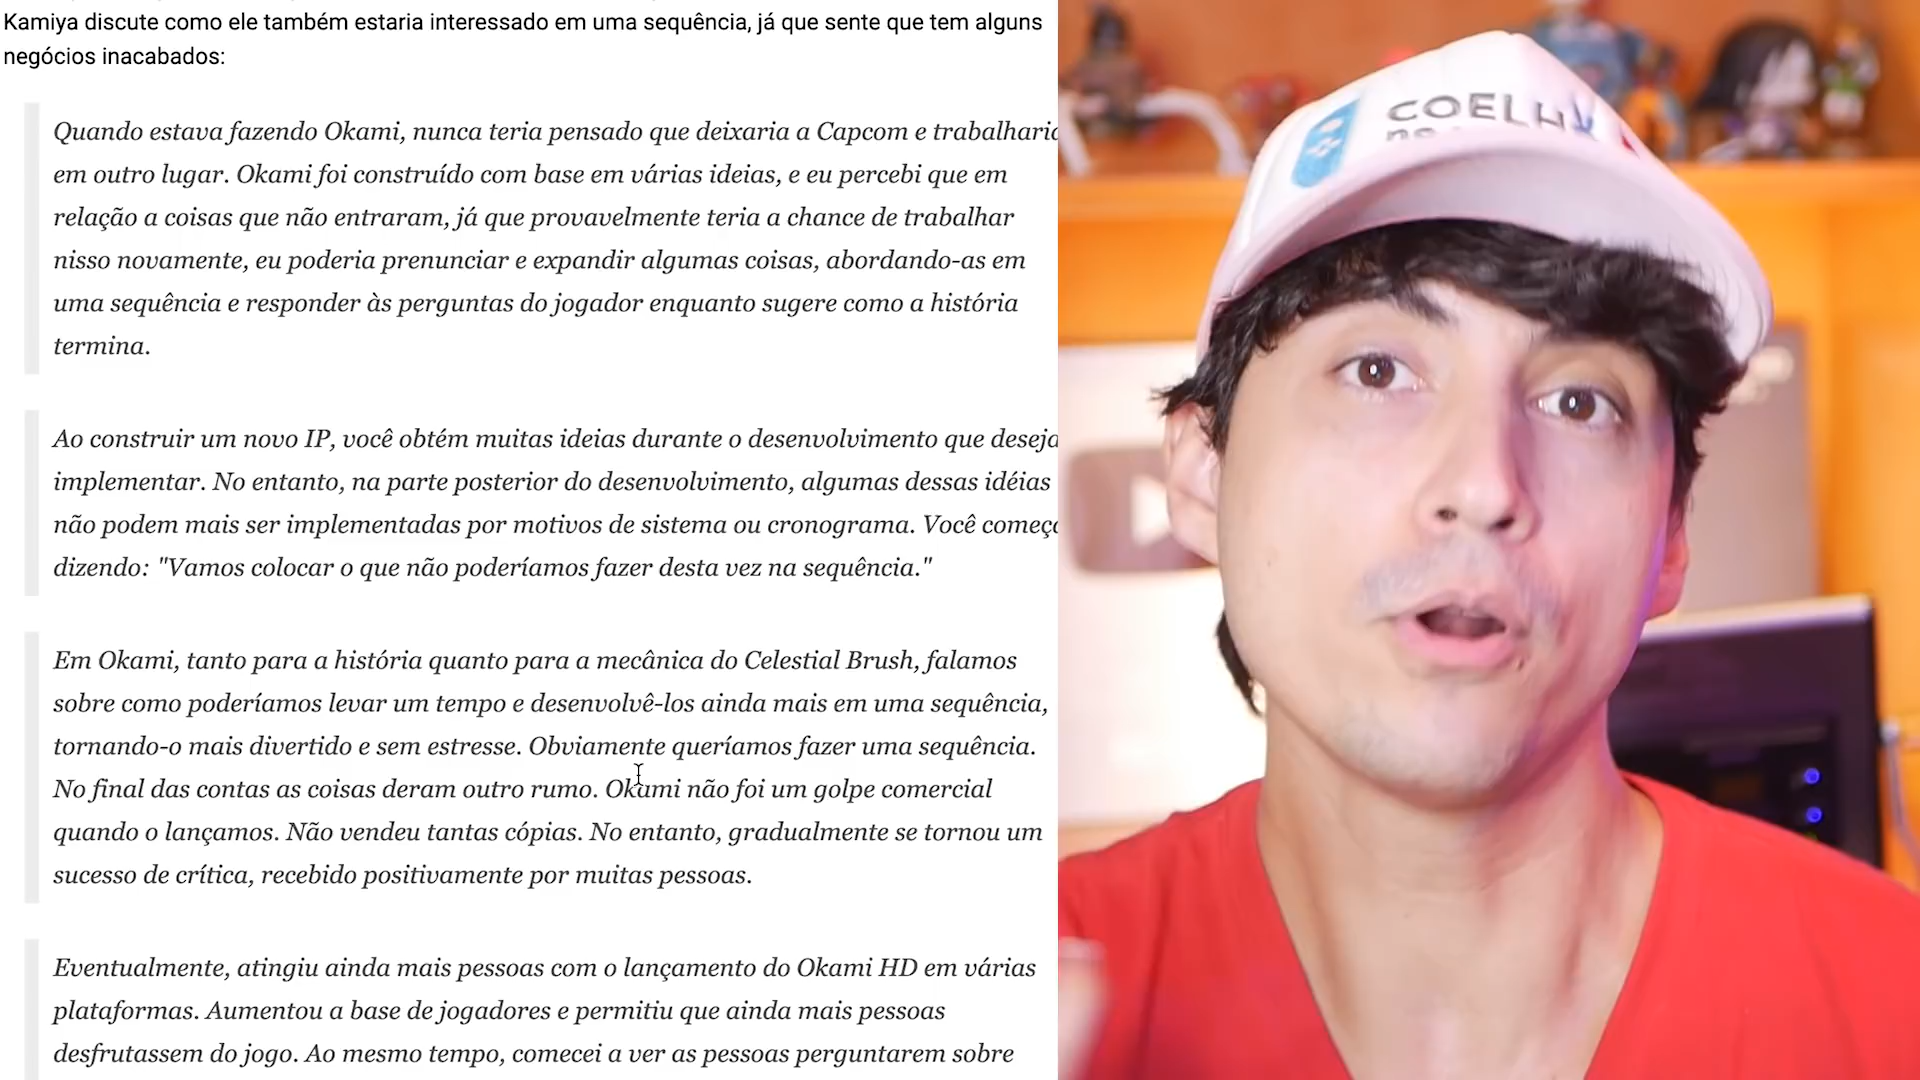 Kamiya discute como ele também estaria interessado em uma sequência, já que sente que tem alguns
negócios inacabados:
Quando estava fazendo Okami, nunca teria pensado que deixaria a Capcom e trabalharia
em outro lugar. Okami foi construído com base em várias ideias, e eu percebi que em
relação a coisas que não entraram, já que provavelmente teria a chance de trabalhar
nisso novamente, eu poderia prenunciar e expandir algumas coisas, abordando-as em
uma sequência e responder às perguntas do jogador enquanto sugere como a história
termina.
Ao construir um novo IP, você obtém muitas ideias durante o desenvolvimento que deseja
implementar. No entanto, na parte posterior do desenvolvimento, algumas dessas idéias
não podem mais ser implementadas por motivos de sistema ou cronograma. Você começa
dizendo: "Vamos colocar o que não poderíamos fazer desta vez na sequência."
Em Okami, tanto para a história quanto para a mecânica do Celestial Brush, falamos
sobre como poderíamos levar um tempo e desenvolvê-los ainda mais em uma sequência,
tornando-o mais divertido e sem estresse. Obviamente queríamos fazer uma sequência.
No final das contas as coisas deram outro rumo. Okami não foi um golpe comercial
quando o lançamos. Não vendeu tantas cópias. No entanto, gradualmente se tornou um
sucesso de crítica, recebido positivamente por muitas pessoas.
Eventualmente, atingiu ainda mais pessoas com o lançamento do Okami HD em várias
plataformas. Aumentou a base de jogadores e permitiu que ainda mais pessoas
desfrutassem do jogo. Ao mesmo tempo, comecei a ver as pessoas perguntarem sobre
COELH
no